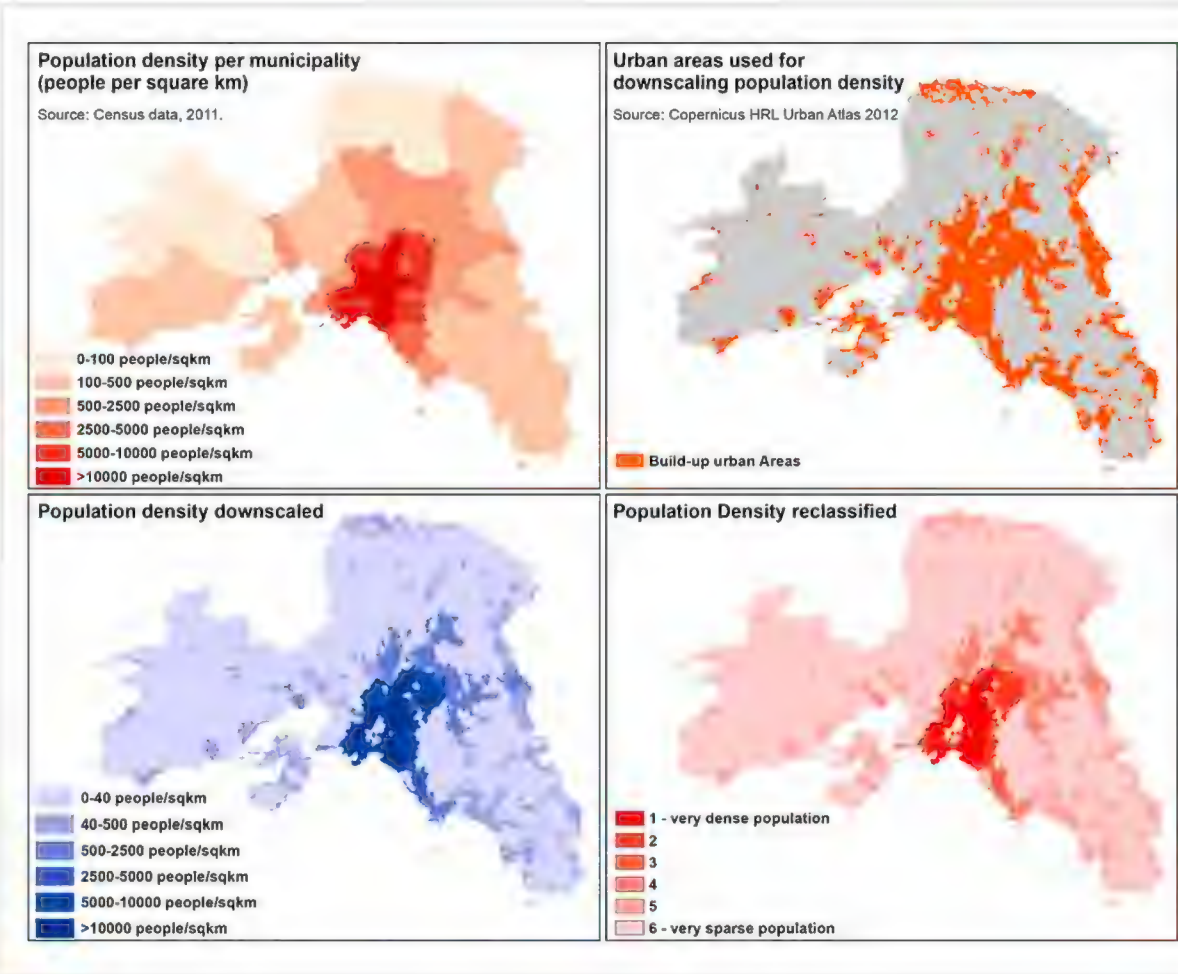 Population density per municipality
(people per square km)
Source: Census data, 2011.
0-100 people/sqkm
100-500 people/sqkm
500-2500 people/sqkm
2500-5000 people/sqkm
5000-10000 people/sqkm
>10000 people/sqkm
Urban areas used for
downscaling population density
Source: Copernicus HRL Urban Atlas 2012
Build-up urban Areas
Population density downscaled
0-40 people/sqkm
40-500 people/sqkm
500-2500 people/sqkm
2500-5000 people/sqkm
5000-10000 people/sqkm
>10000 people/sqkm
Population Density reclassified
1 - very dense population
2
3
4
5
6 - very sparse population